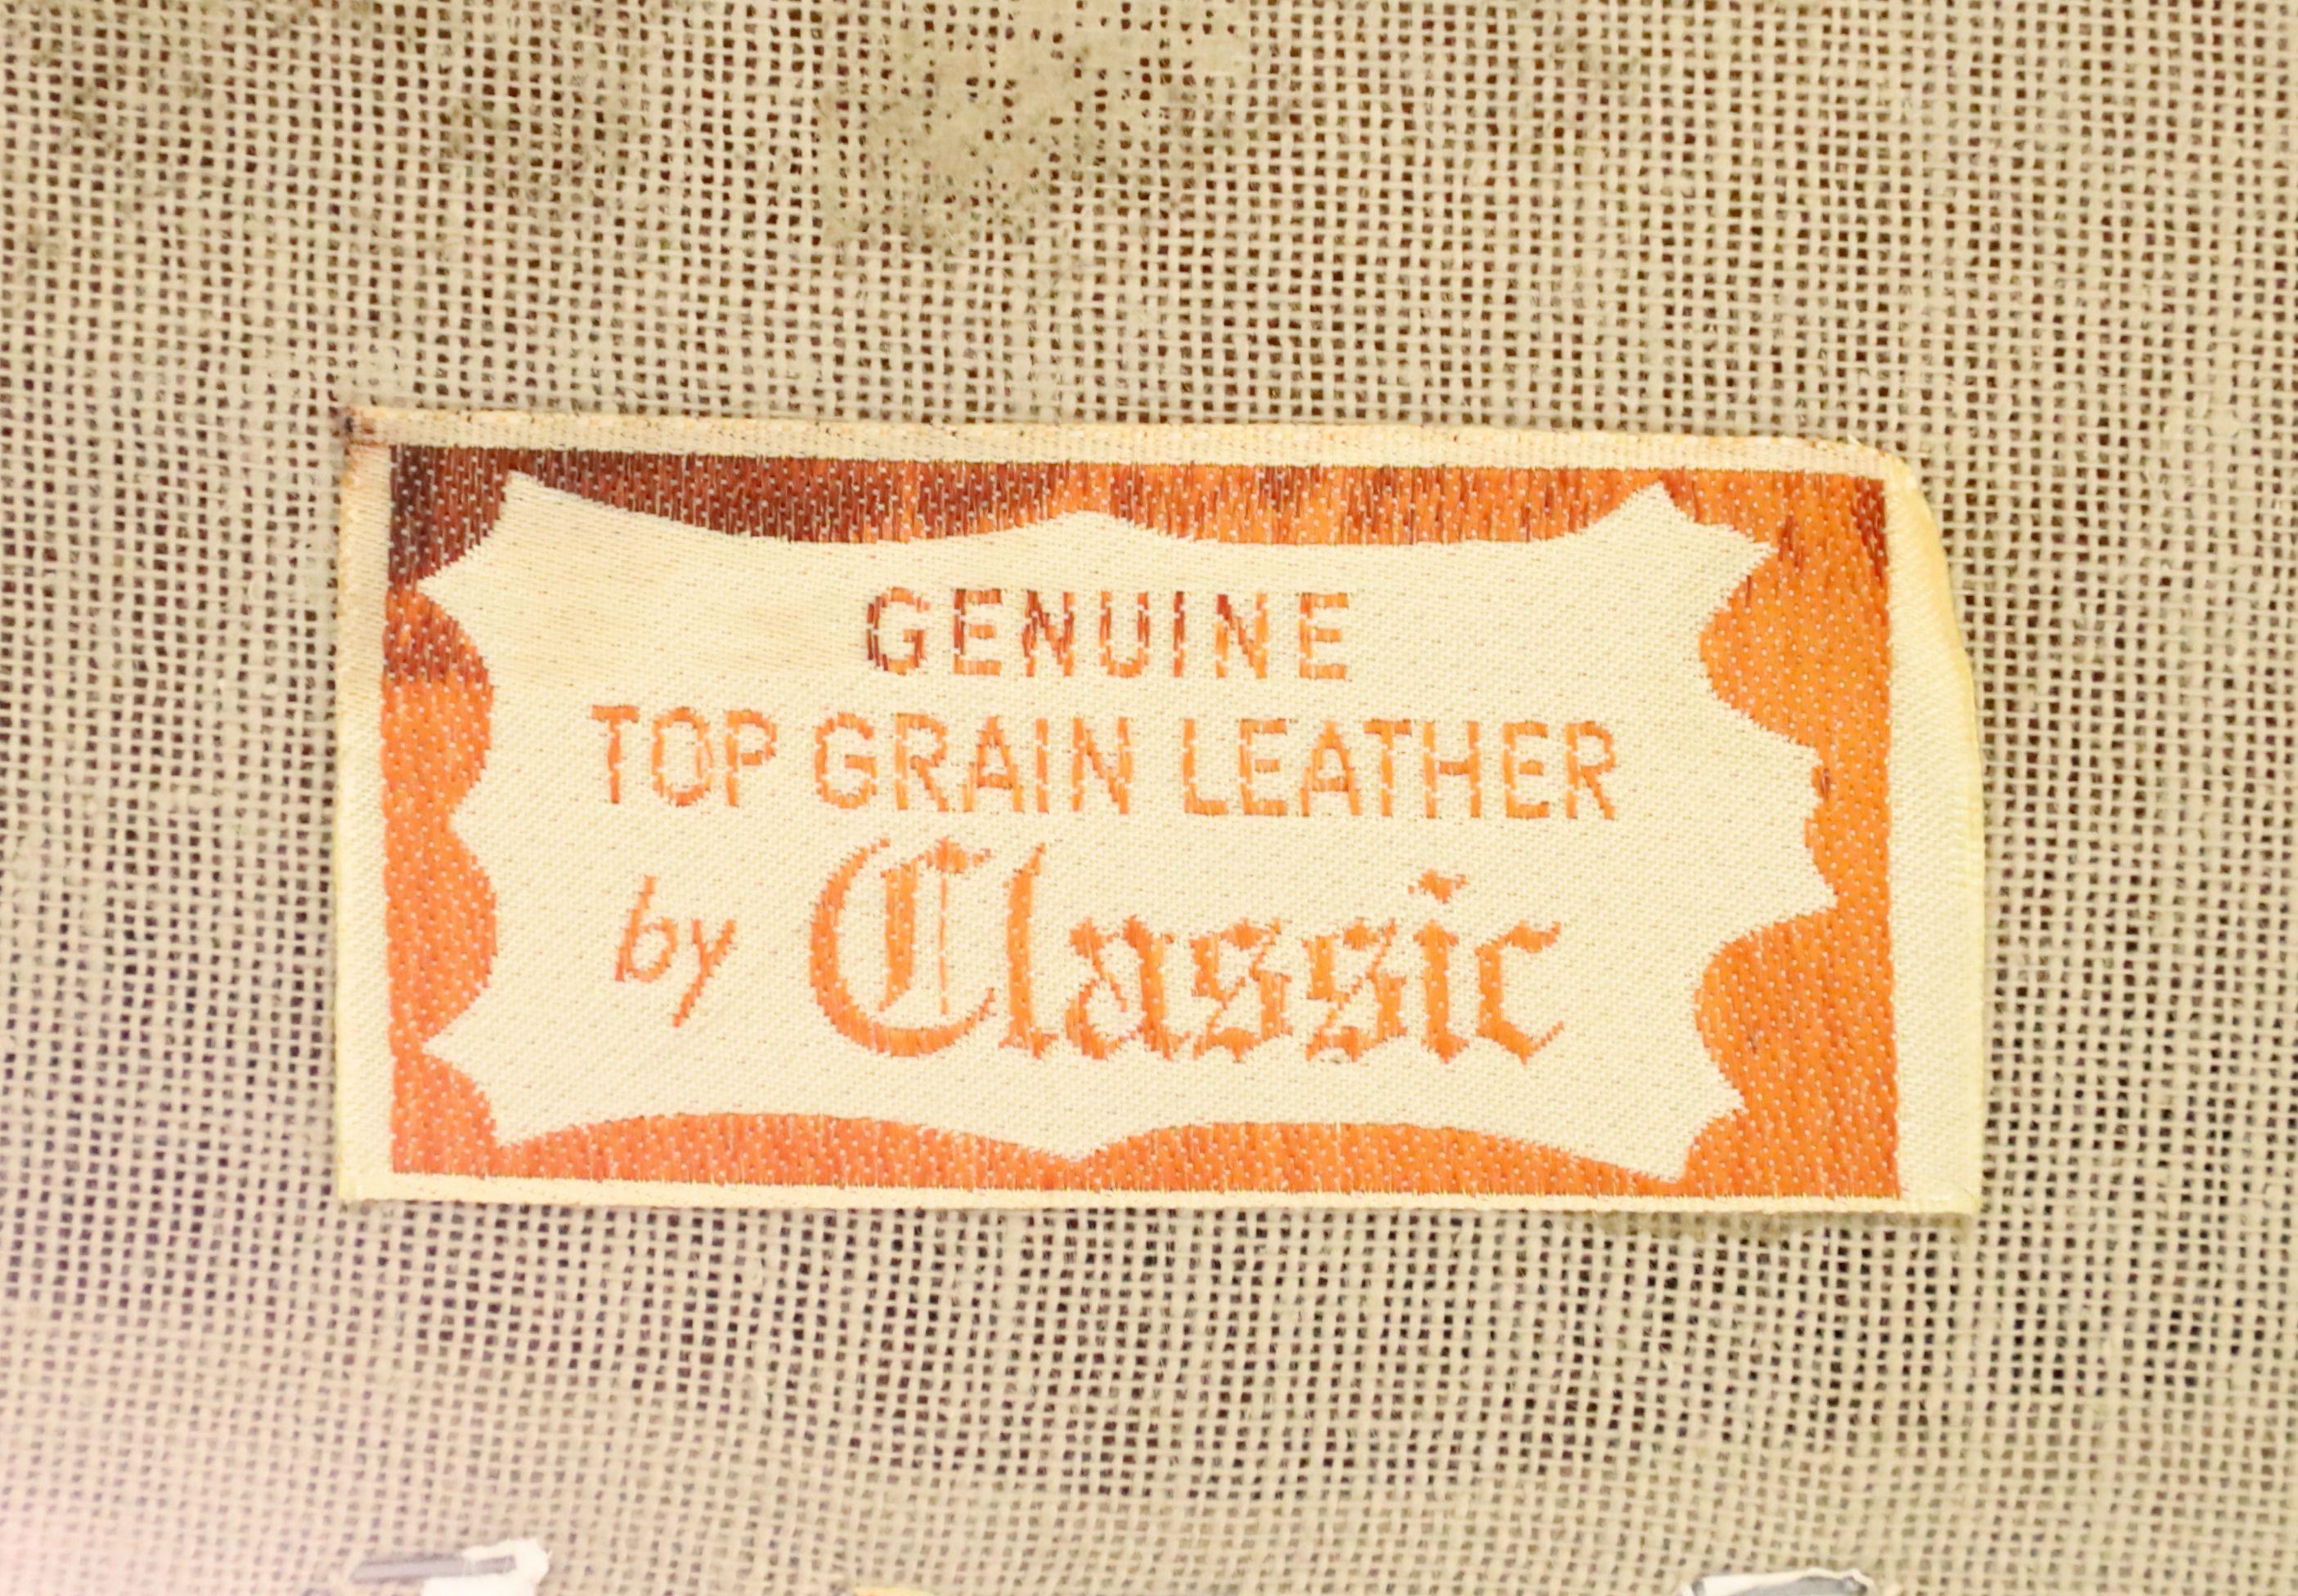 GENUINE
TOP GRAIN LEATHER
by Classic